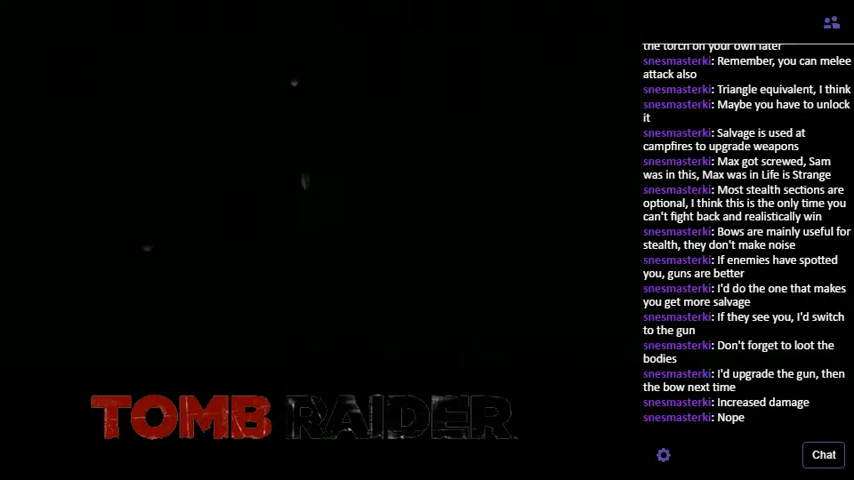 the torch on your own later
snesmasterki: Remember, you can melee
attack also
snesmasterki: Triangle equivalent, I think
snesmasterki: Maybe you have to unlock
it
snesmasterki: Salvage is used at
campfires to upgrade weapons
snesmasterki: Max got screwed, Sam
was in this, Max was in Life is Strange
snesmasterki: Most stealth sections are
optional, I think this is the only time you
can't fight back and realistically win
snesmasterki: Bows are mainly useful for
stealth, they don't make noise
snesmasterki: If enemies have spotted
you, guns are better
snesmasterki: I'd do the one that makes
you get more salvage
snesmasterki: If they see you, I'd switch
to the gun
snesmasterki: Don't forget to loot the
bodies
snesmasterki: I'd upgrade the gun, then
the bow next time
snesmasterki: Increased damage
snesmasterki: Nope
TOMB RAIDER
Chat